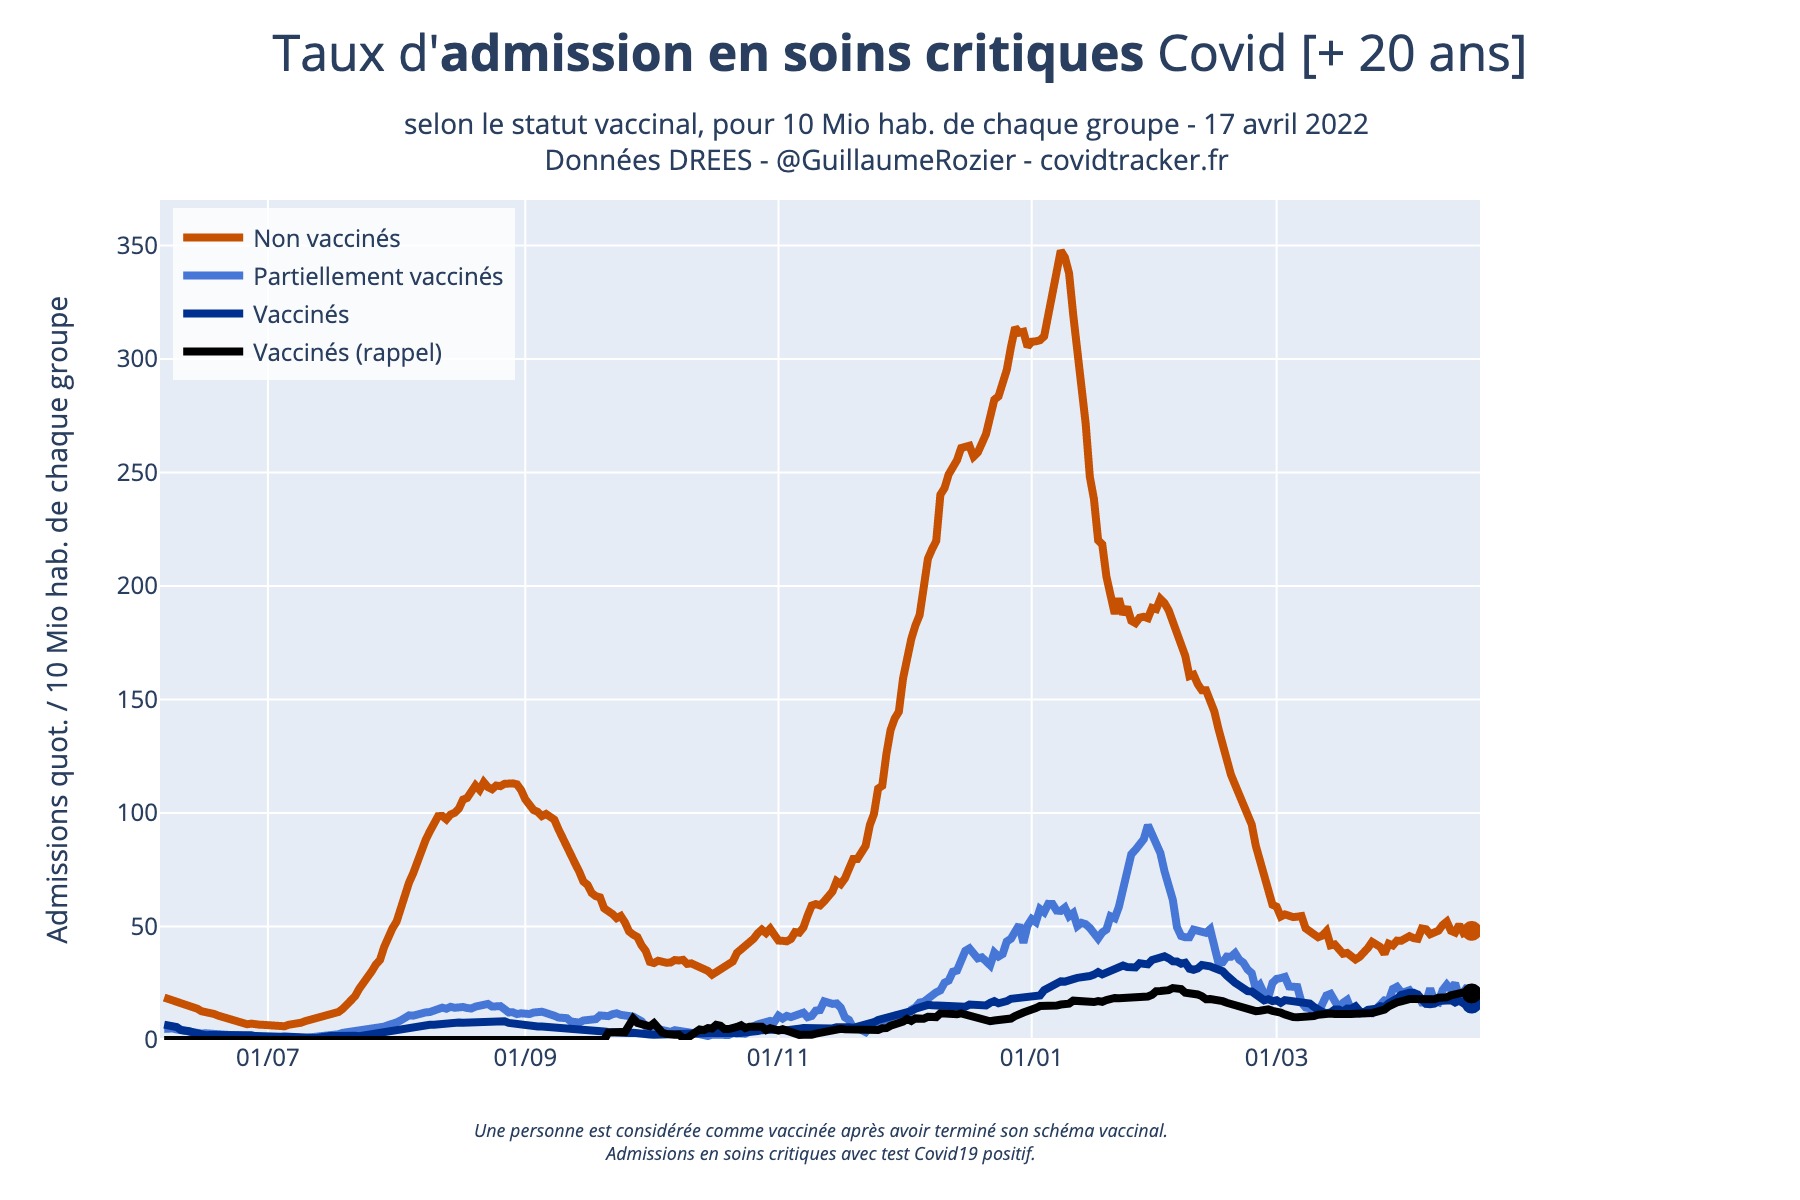 Taux d'admission en soins critiques Covid [+ 20 ans]
selon le statut vaccinal, pour 10 Mio hab. de chaque groupe - 17 avril 2022
Données DREES - @GuillaumeRozier - covidtracker.fr
Admissions quot. / 10 Mio hab. de chaque groupe
350
300
250
200
150
100
50
0
Non vaccinés
Partiellement vaccinés
Vaccinés
Vaccinés (rappel)
01/07
01/09
01/11
01/01
01/03
Une personne est considérée comme vaccinée après avoir terminé son schéma vaccinal.
Admissions en soins critiques avec test Covid19 positif.